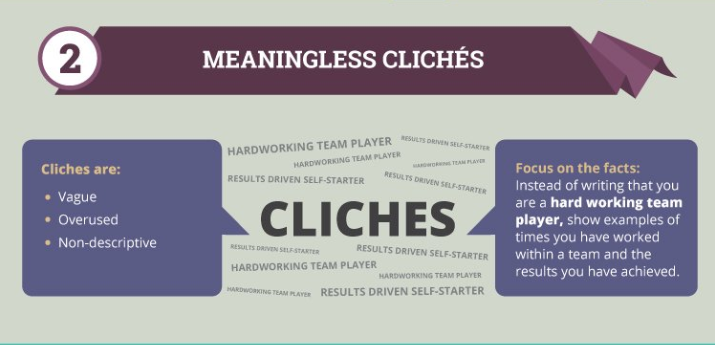 2
MEANINGLESS CLICHÉS
Cliches are:
Vague
Overused
Non-descriptive
HARDWORKING TEAM PLAYER
RESULTS DRIVEN SELF-STARTER
HARDWORKING TEAM PLAYER
HARDWORKING TEAM PLAYER
RESULTS DRIVEN SELF-STARTER
RESULTS DRIVEN SELF-STARTER
CLICHES
RESULTS DRIVEN SELF-STARTER
RESULTS DRIVEN SELF-STARTER
HARDWORKING TEAM PLAYER
HARDWORKING TEAM PLAYER
HARDWORKING TEAM PLAYER
RESULTS DRIVEN SELF-STARTER
Focus on the facts:
Instead of writing that you
are a hard working team
player, show examples of
times you have worked
within a team and the
results you have achieved.